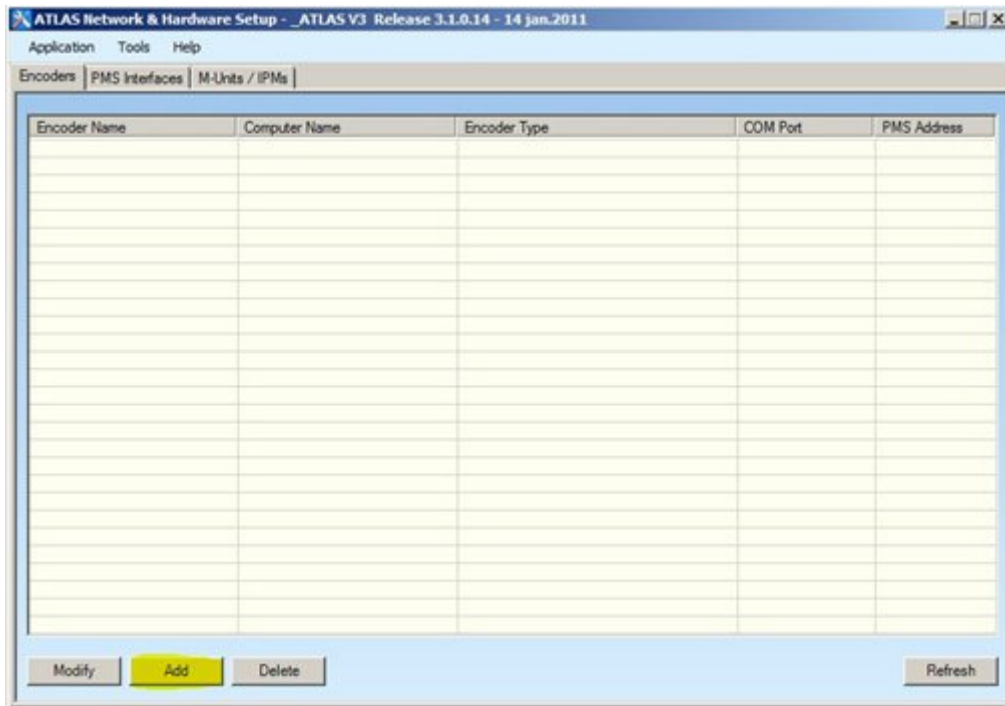 ATLAS Network & Hardware Setup - _ATLAS V3 Release 3.1.0.14 - 14 jan.2011
Application Tools Help
Encoders PMS Interfaces M-Units / IPMs
Encoder Name Computer Name Encoder Type COM Port PMS Address
Modify Add Delete Refresh